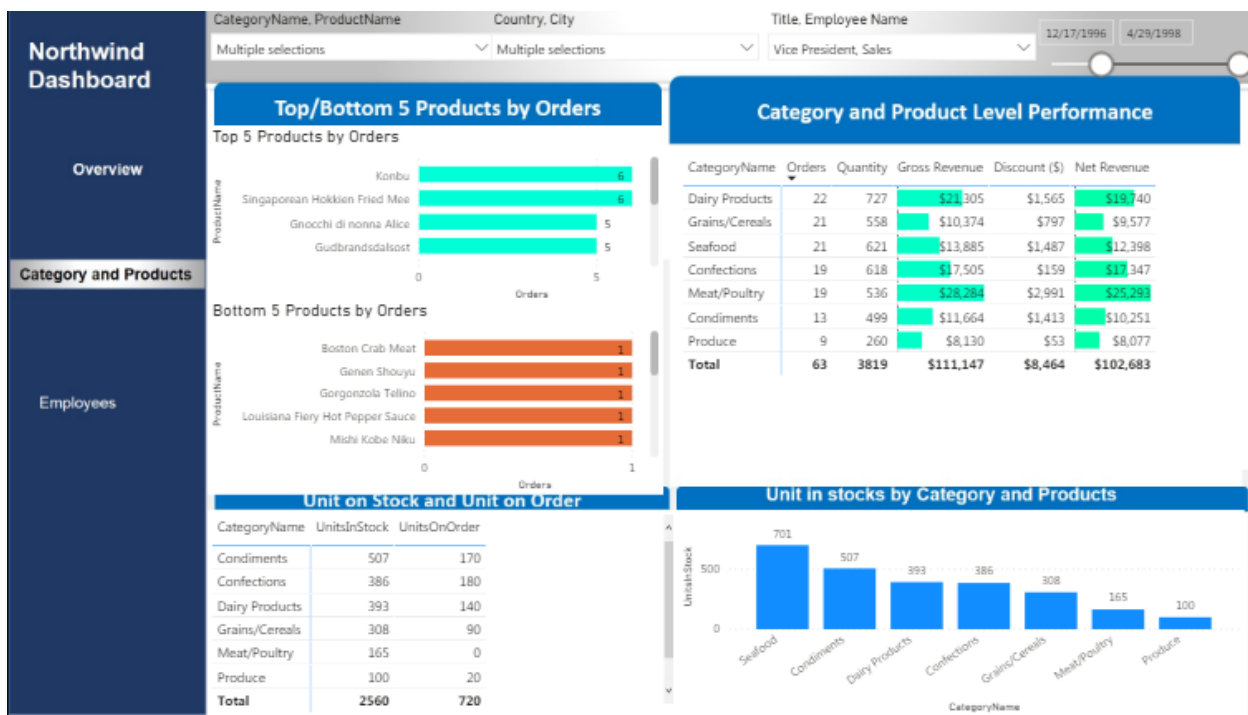 Northwind
Dashboard
Overview
Category and Products
Employees
CategoryName, ProductName
Multiple selections
Country, City
Multiple selections
Title, Employee Name
Vice President, Sales
12/17/1996 4/29/1998
Top/Bottom 5 Products by Orders
Top 5 Products by Orders
ProductName
Konbu 6
Singaporean Hokkien Fried Mee 6
Gnocchi di nonna Alice 5
Gudbrandsdalsost 5
0 5
Orders
Bottom 5 Products by Orders
ProductName
Boston Crab Meat 1
Genen Shouyu 1
Gorgonzola Telino 1
Louisiana Fiery Hot Pepper Sauce 1
Mishi Kobe Niku 1
0 1
Orders
Category and Product Level Performance
CategoryName Orders Quantity Gross Revenue Discount ($) Net Revenue
Dairy Products 22 727 $21,305 $1,565 $19,740
Grains/Cereals 21 558 $10,374 $797 $9,577
Seafood 21 621 $13,885 $1,487 $12,398
Confections 19 618 $17,505 $159 $17,347
Meat/Poultry 19 536 $28,284 $2,991 $25,293
Condiments 13 499 $11,664 $1,413 $10,251
Produce 9 260 $8,130 $53 $8,077
Total 63 3819 $111,147 $8,464 $102,683
Unit on Stock and Unit on Order
CategoryName UnitsInStock UnitsOnOrder
Condiments 507 170
Confections 386 180
Dairy Products 393 140
Grains/Cereals 308 90
Meat/Poultry 165 0
Produce 100 20
Total 2560 720
Unit in stocks by Category and Products
UnitsInStock
500
0
701 507 393 386 308 165 100
Seafood Condiments Dairy Products Confections Grains/Cereals Meat/Poultry Produce
CategoryName